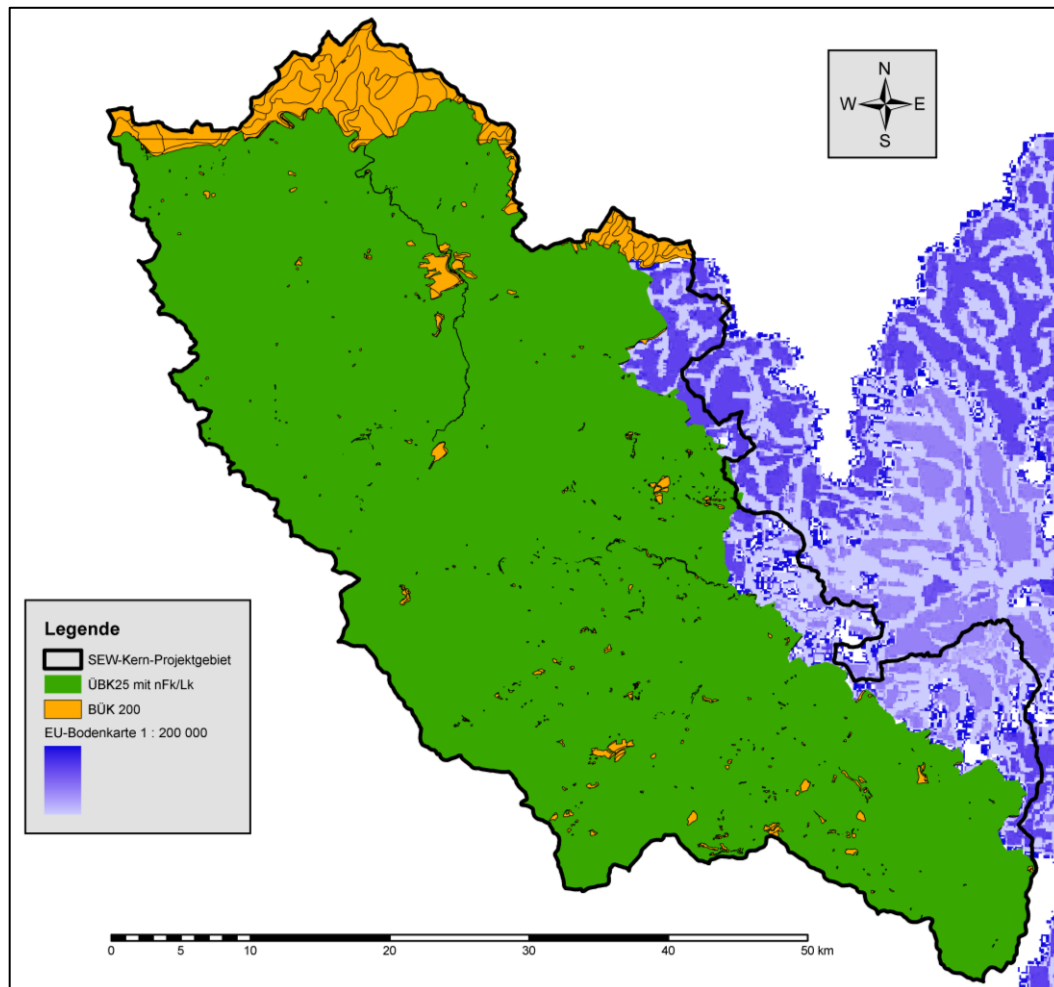 N
W E
S
Legende
SEW-Kern-Projektgebiet
ÜBK25 mit nFk/Lk
BÜK 200
EU-Bodenkarte 1 : 200 000
0 5 10 20 30 40 50 km